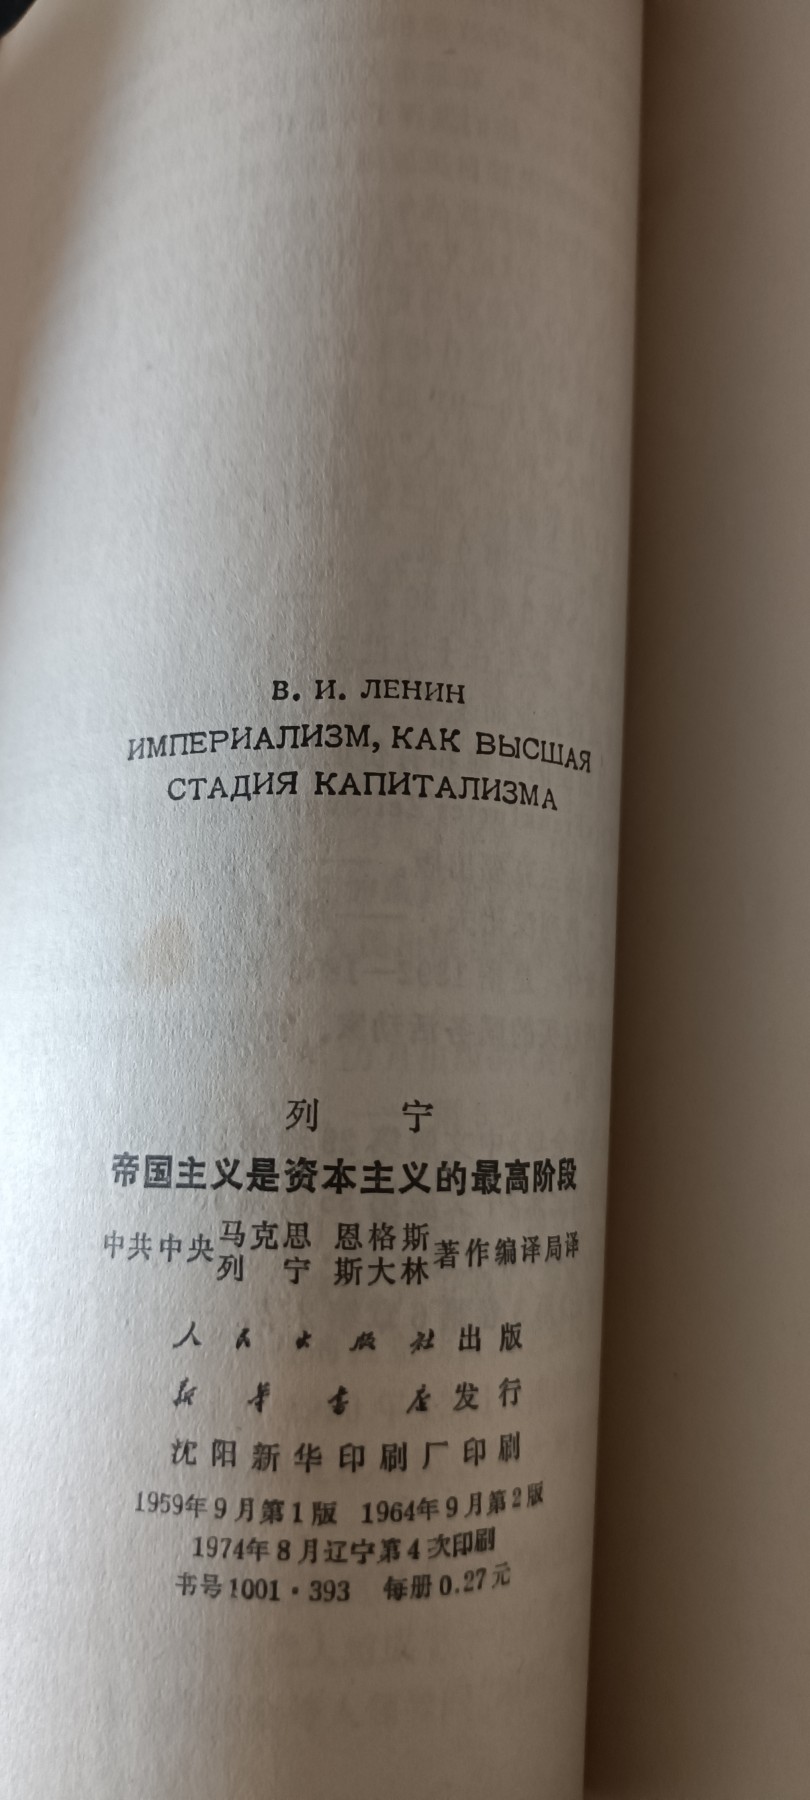 В. И. ЛЕНИН
ИМПЕРИАЛИЗМ, КАК ВЫСШАЯ
СТАДИЯ КАПИТАЛИЗМА
列 宁
帝国主义是资本主义的最高阶段
中共中央马克思 恩格斯列 宁 斯大林著作编译局译
人民出版社出版
新华书店发行
沈阳新华印刷厂印刷
1959年9月第1版 1964年9月第2版
1974年8月辽宁第4次印刷
书号1001·393 每册0.27元